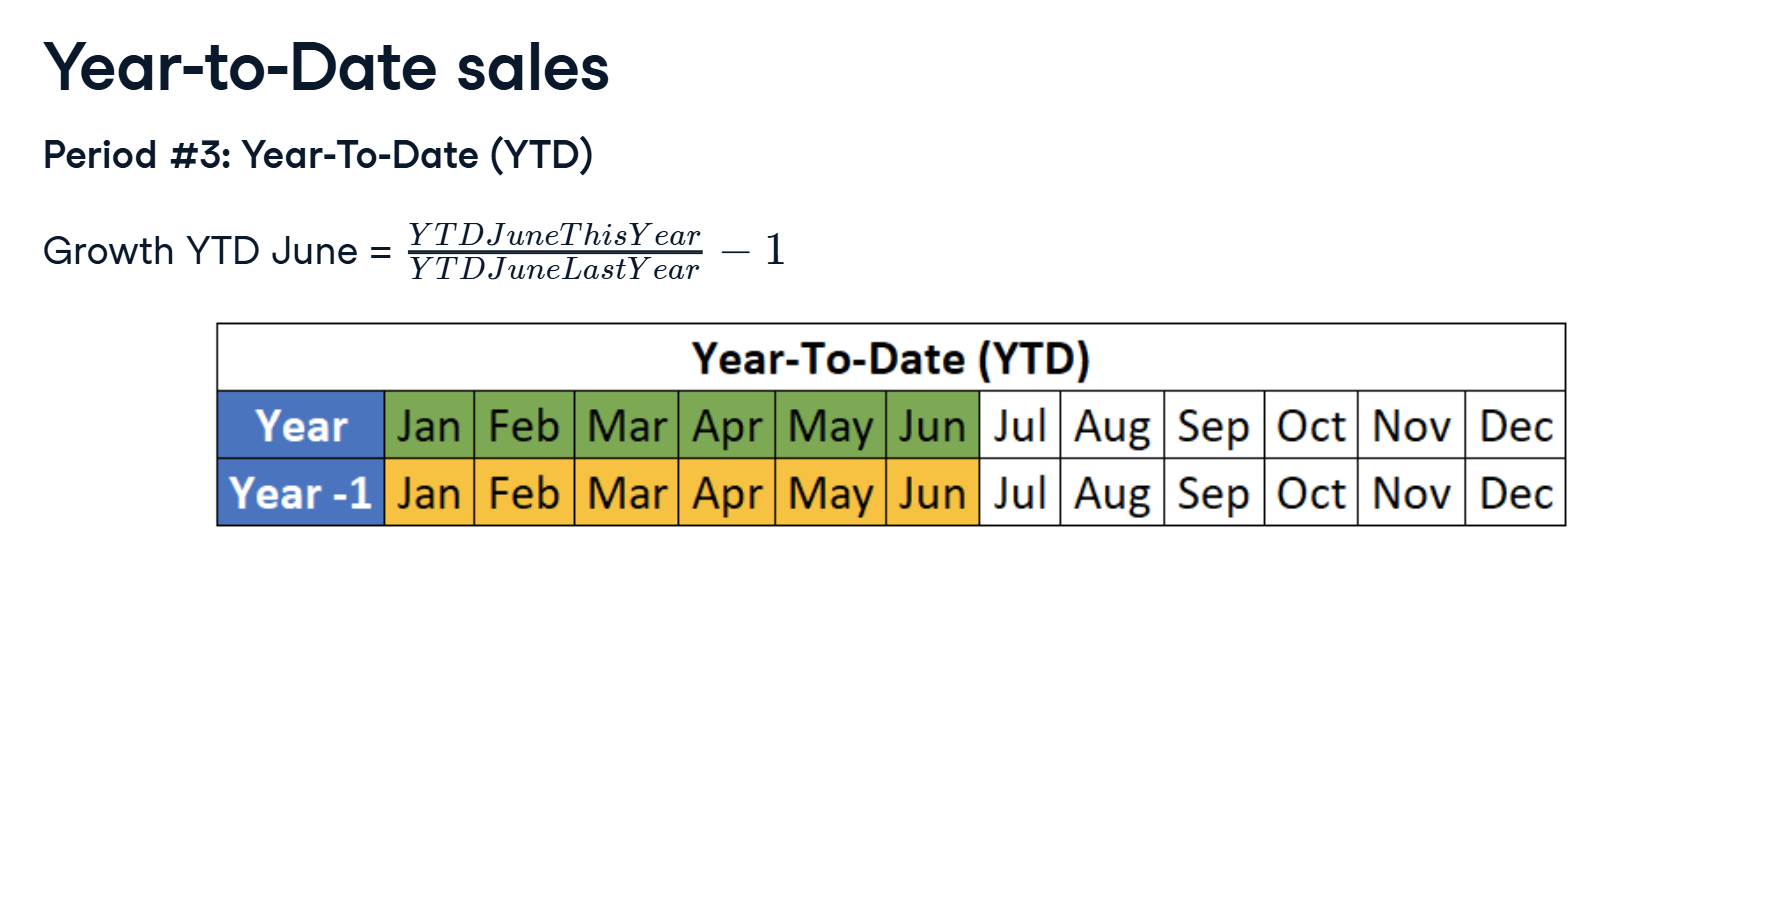 Year-to-Date sales
Period #3: Year-To-Date (YTD)
Growth YTD June = \frac{YTDJuneThisYear}{YTDJuneLastYear} − 1
Year-To-Date (YTD)
Year Jan Feb Mar Apr May Jun Jul Aug Sep Oct Nov Dec
Year -1 Jan Feb Mar Apr May Jun Jul Aug Sep Oct Nov Dec